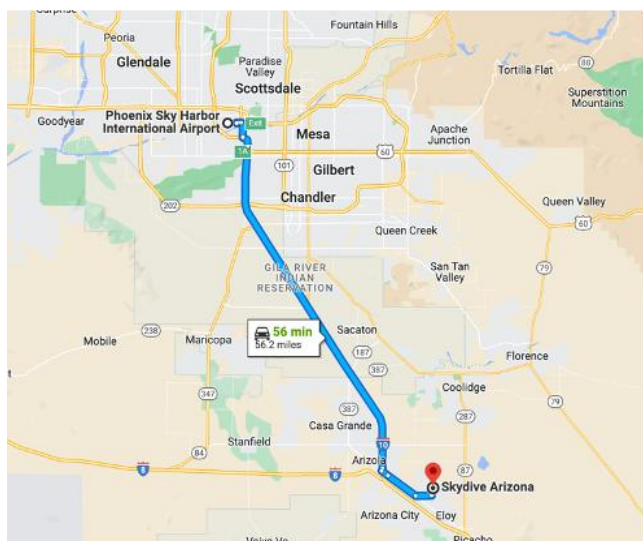 Fountain Hills
Peoria
Paradise
Valley
Glendale
Scottsdale
Tortilla Flat
88
Superstition
Mountains
Goodyear
Phoenix Sky Harbor
International Airport
Exit
Mesa
Apache
Junction
1A
60
101
Gilbert
Chandler
202
Queen Valley
60
Queen Creek
79
San Tan
Valley
GILA RIVER
INDIAN
RESERVATION
56 min
56.2 miles
Sacaton
238
Mobile
Maricopa
187
387
Florence
Coolidge
347
387
287
79
Casa Grande
84
Stanfield
10
Arizola
8
8
87
Skydive Arizona
Arizona City
Eloy
Picacho